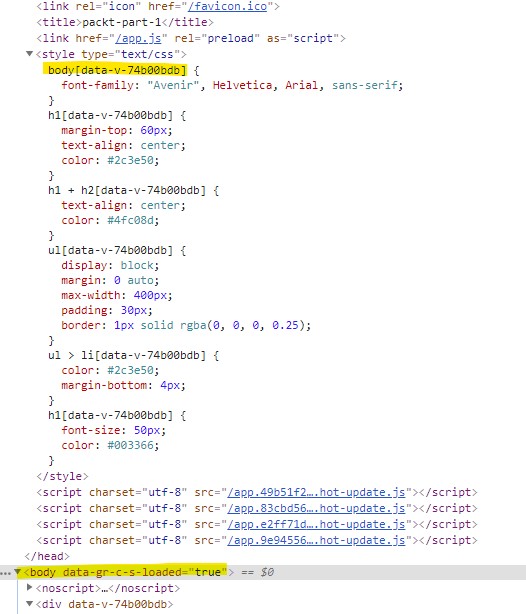 <link rel="icon" href="/favicon.ico">
<title>packt-part-1</title>
<link href="/app.js" rel="preload" as="script">
▼<style type="text/css">
body[data-v-74b00bdb] {
font-family: "Avenir", Helvetica, Arial, sans-serif;
}
h1[data-v-74b00bdb] {
margin-top: 60px;
text-align: center;
color: #2c3e50;
}
h1 + h2[data-v-74b00bdb] {
text-align: center;
color: #4fc08d;
}
ul[data-v-74b00bdb] {
display: block;
margin: 0 auto;
max-width: 400px;
padding: 30px;
border: 1px solid rgba(0, 0, 0, 0.25);
}
ul > li[data-v-74b00bdb] {
color: #2c3e50;
margin-bottom: 4px;
}
h1[data-v-74b00bdb] {
font-size: 50px;
color: #003366;
}
</style>
<script charset="utf-8" src="/app.49b51f2….hot-update.js"></script>
<script charset="utf-8" src="/app.83cbd56….hot-update.js"></script>
<script charset="utf-8" src="/app.e2ff71d….hot-update.js"></script>
<script charset="utf-8" src="/app.9e94556….hot-update.js"></script>
</head>
…▼<body data-gr-c-s-loaded="true"> == $0
▶<noscript>…</noscript>
▼<div data-v-74b00bdb>